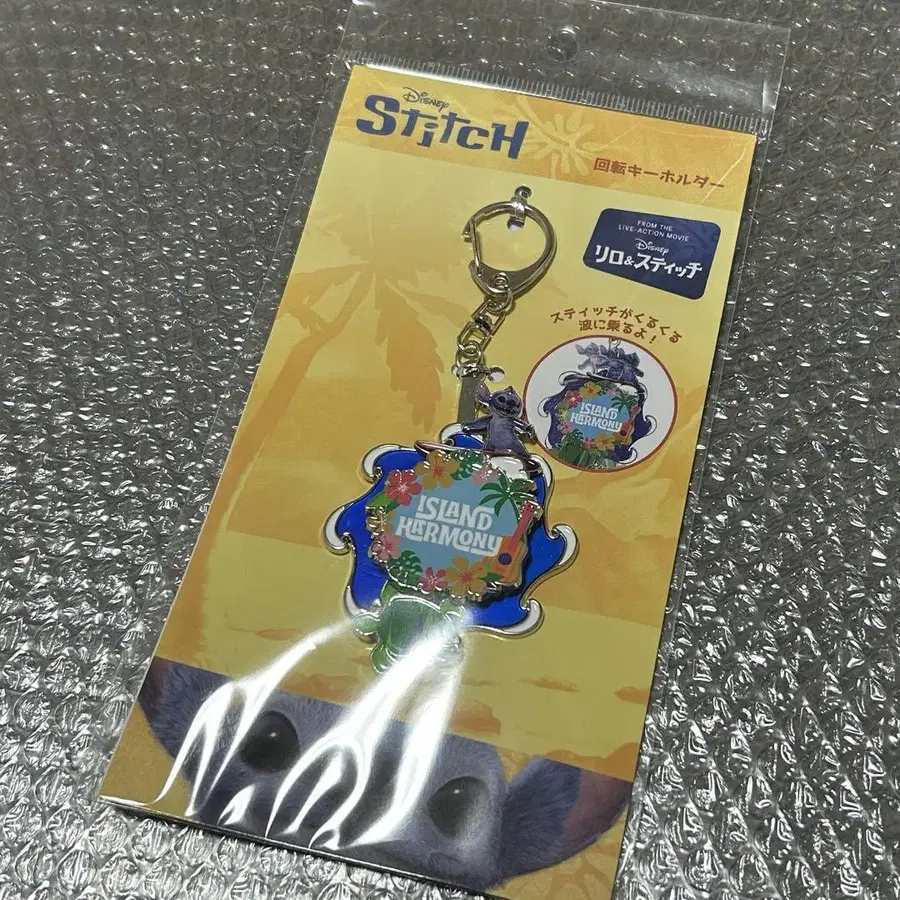 Disney
Stitch
回転キーホルダー
FROM THE
LIVE-ACTION MOVIE
Disney
リロ&スティッチ
スティッチがくるくる
波に乗るよ!
ISLAND
HARMONY
ISLAND
HARMONY